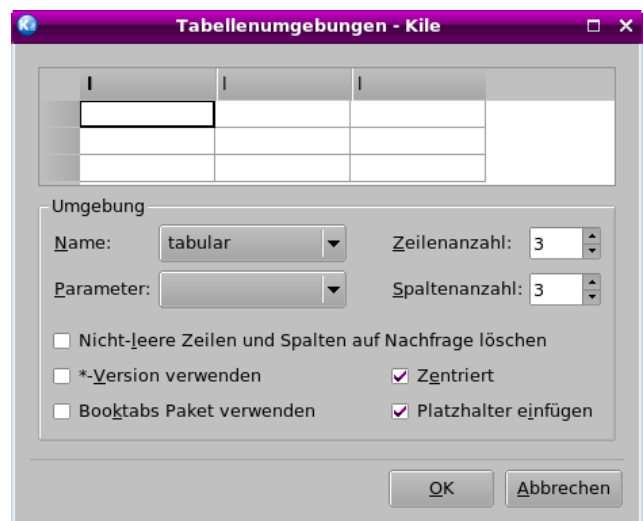 Tabellenumgebungen - Kile
l l l
Umgebung
Name: tabular Zeilenanzahl: 3
Parameter: Spaltenanzahl: 3
Nicht-leere Zeilen und Spalten auf Nachfrage löschen
*-Version verwenden Zentriert
Booktabs Paket verwenden Platzhalter einfügen
OK Abbrechen